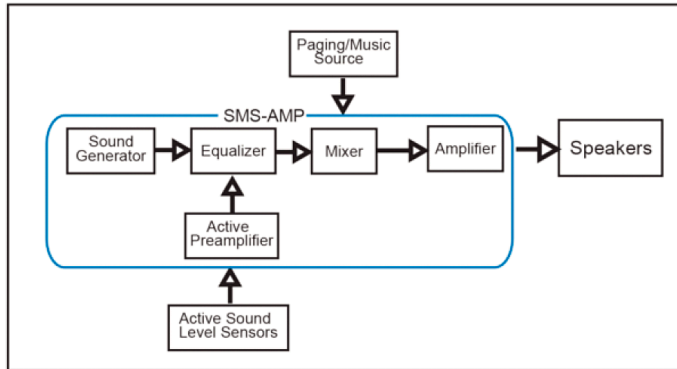 Paging/Music
Source
SMS-AMP
Sound
Generator
Equalizer
Mixer
Amplifier
Speakers
Active
Preamplifier
Active Sound
Level Sensors